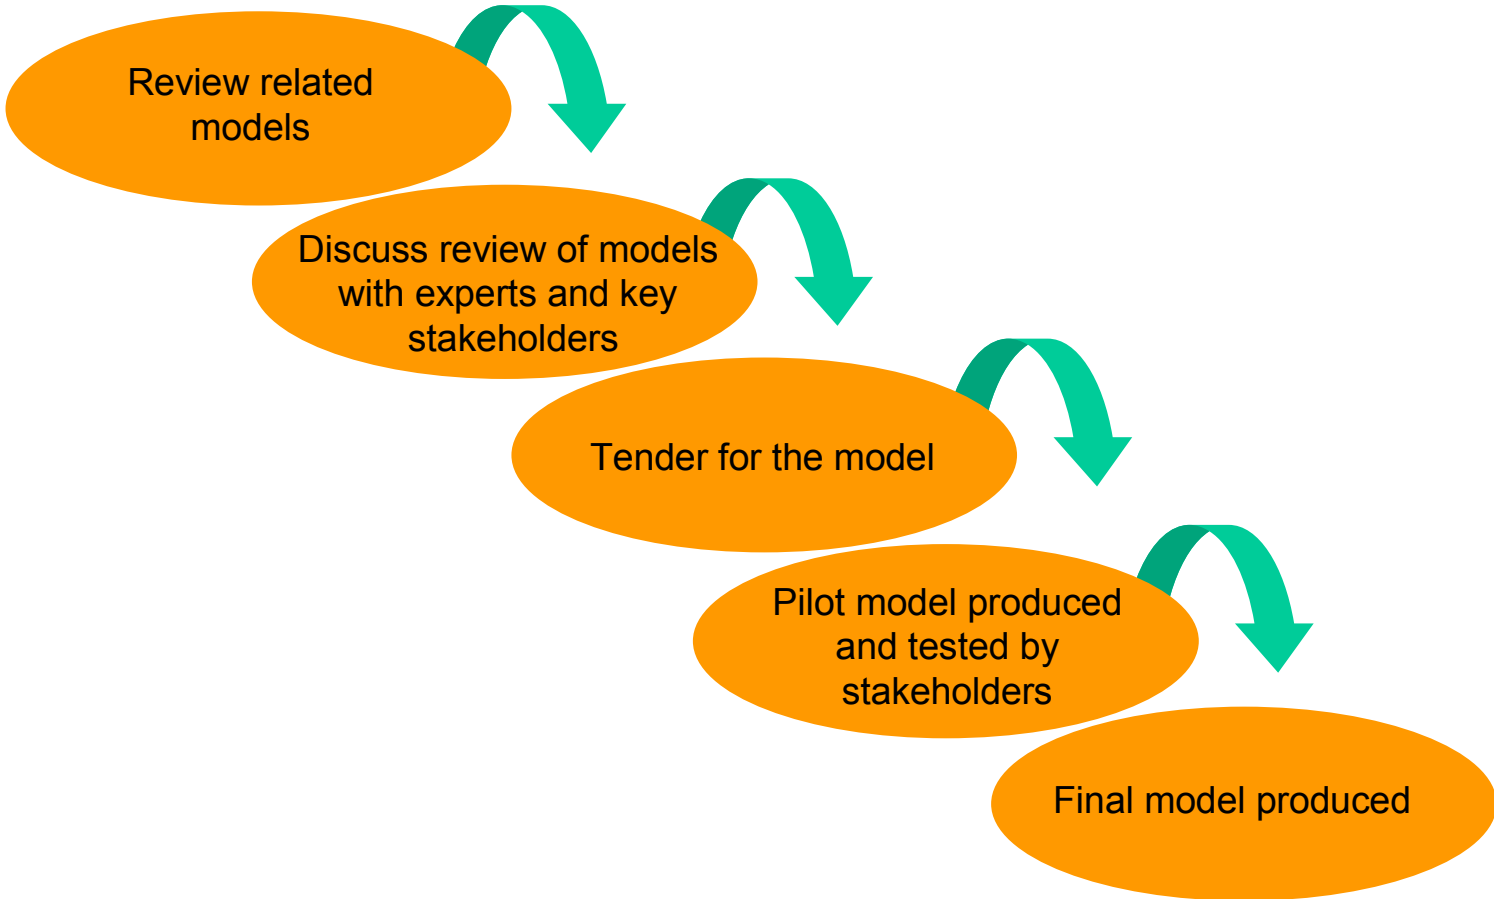 Review related
models
Discuss review of models
with experts and key
stakeholders
Tender for the model
Pilot model produced
and tested by
stakeholders
Final model produced